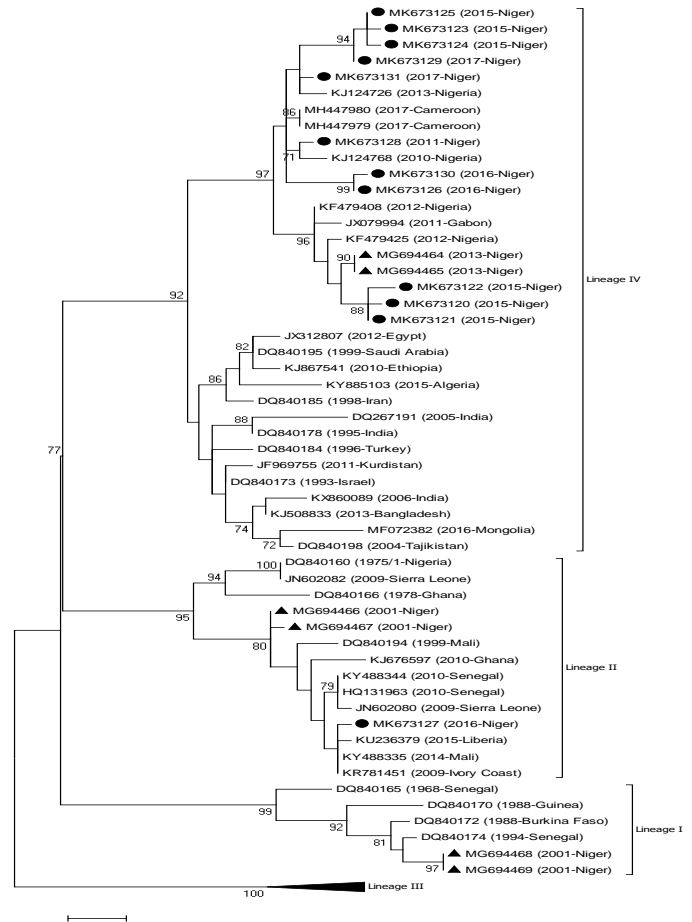 MK673125 (2015-Niger)
MK673123 (2015-Niger)
94
MK673124 (2015-Niger)
MK673129 (2017-Niger)
MK673131 (2017-Niger)
KJ124726 (2013-Nigeria)
86
MH447980 (2017-Cameroon)
MH447979 (2017-Cameroon)
MK673128 (2011-Niger)
71
KJ124768 (2010-Nigeria)
97
MK673130 (2016-Niger)
99
MK673126 (2016-Niger)
KF479408 (2012-Nigeria)
JX079994 (2011-Gabon)
96
KF479425 (2012-Nigeria)
90
MG694464 (2013-Niger)
MG694465 (2013-Niger)
Lineage IV
MK673122 (2015-Niger)
92
MK673120 (2015-Niger)
88
MK673121 (2015-Niger)
JX312807 (2012-Egypt)
82
DQ840195 (1999-Saudi Arabia)
KJ867541 (2010-Ethiopia)
86
KY885103 (2015-Algeria)
DQ840185 (1998-Iran)
DQ267191 (2005-India)
88
DQ840178 (1995-India)
77
DQ840184 (1996-Turkey)
JF969755 (2011-Kurdistan)
DQ840173 (1993-Israel)
KX860089 (2006-India)
KJ508833 (2013-Bangladesh)
74
MF072382 (2016-Mongolia)
72
DQ840198 (2004-Tajikistan)
100
DQ840160 (1975/1-Nigeria)
94
JN602082 (2009-Sierra Leone)
DQ840166 (1978-Ghana)
95
MG694466 (2001-Niger)
MG694467 (2001-Niger)
80
DQ840194 (1999-Mali)
KJ676597 (2010-Ghana)
Lineage II
KY488344 (2010-Senegal)
79
HQ131963 (2010-Senegal)
JN602080 (2009-Sierra Leone)
MK673127 (2016-Niger)
KU236379 (2015-Liberia)
KY488335 (2014-Mali)
KR781451 (2009-Ivory Coast)
DQ840165 (1968-Senegal)
99
DQ840170 (1988-Guinea)
92
DQ840172 (1988-Burkina Faso)
Lineage I
81
DQ840174 (1994-Senegal)
MG694468 (2001-Niger)
97
MG694469 (2001-Niger)
Lineage III
100